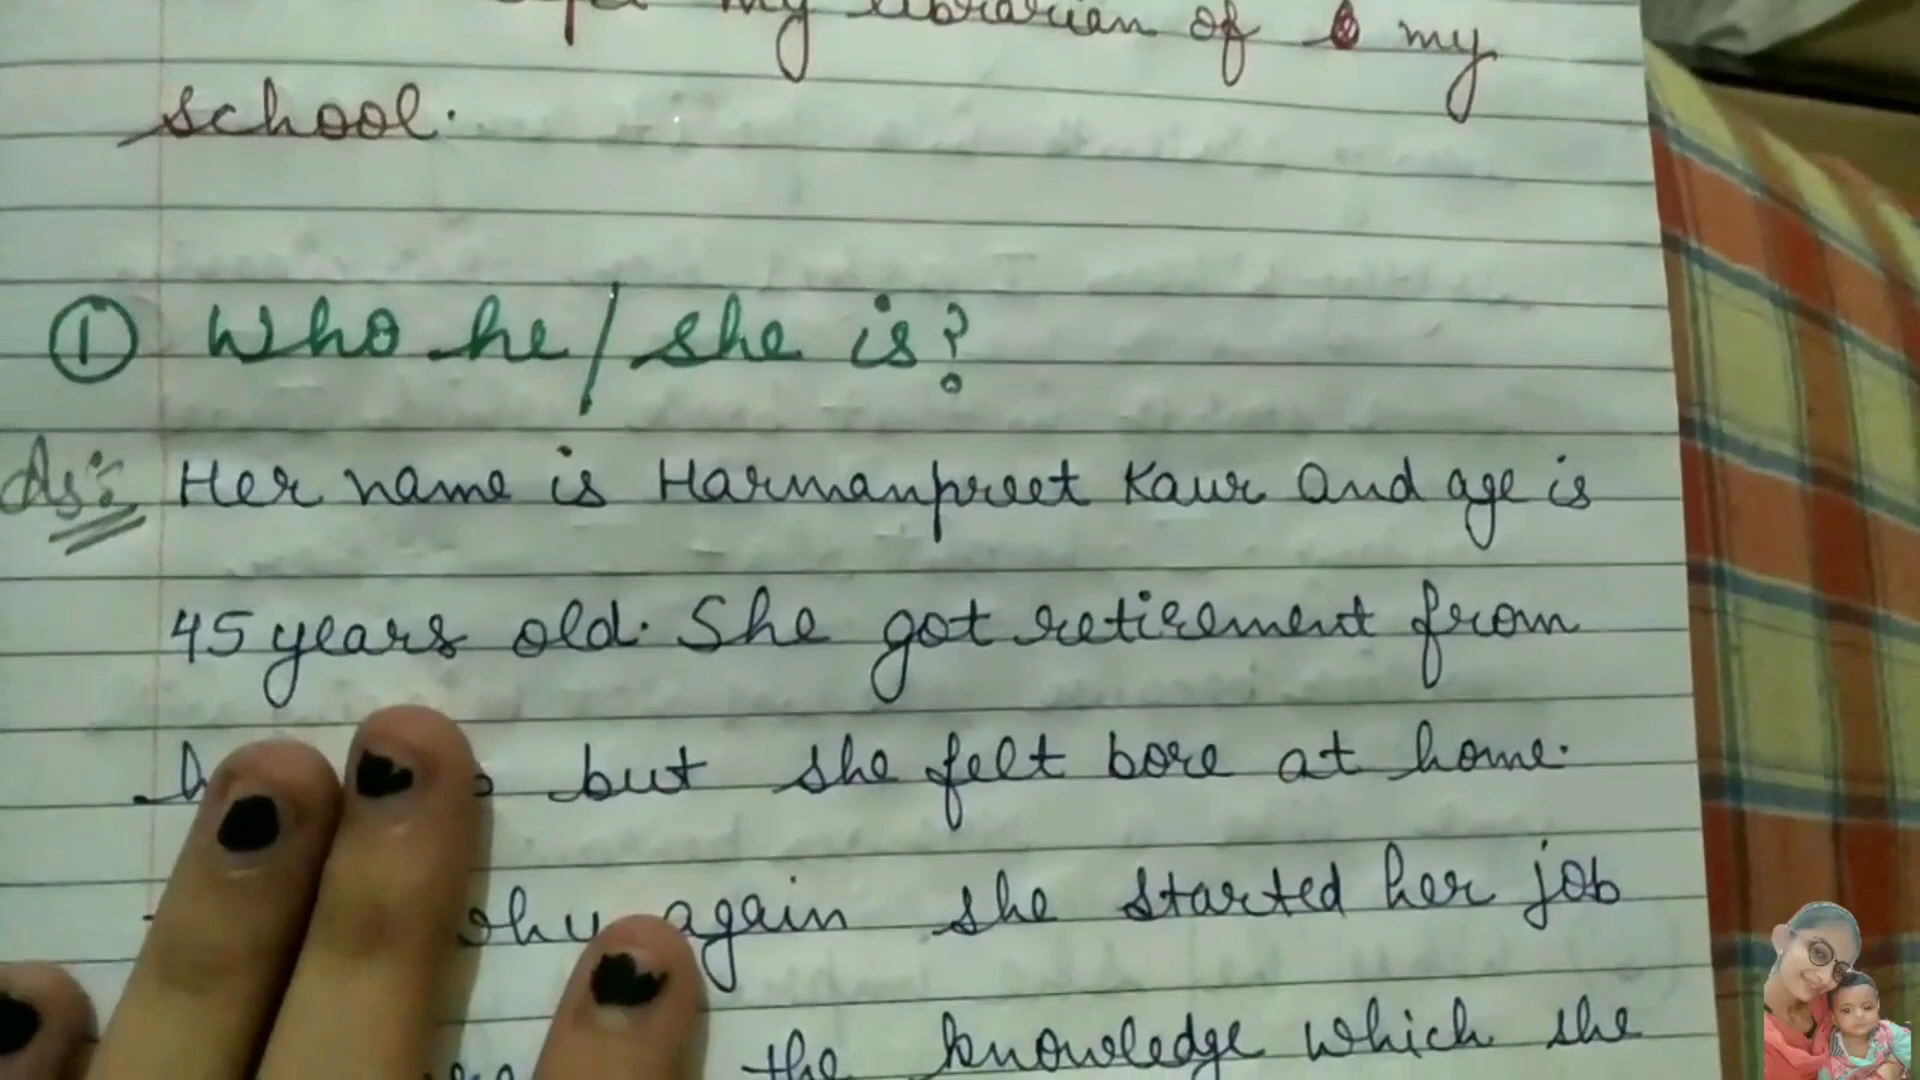 my librarian of my
school.
① Who he/she is?
Her name is Harmanpreet Kaur and age is
45 years old. She got retirement from
but she felt bore at home.
again she started her job
the knowledge which she